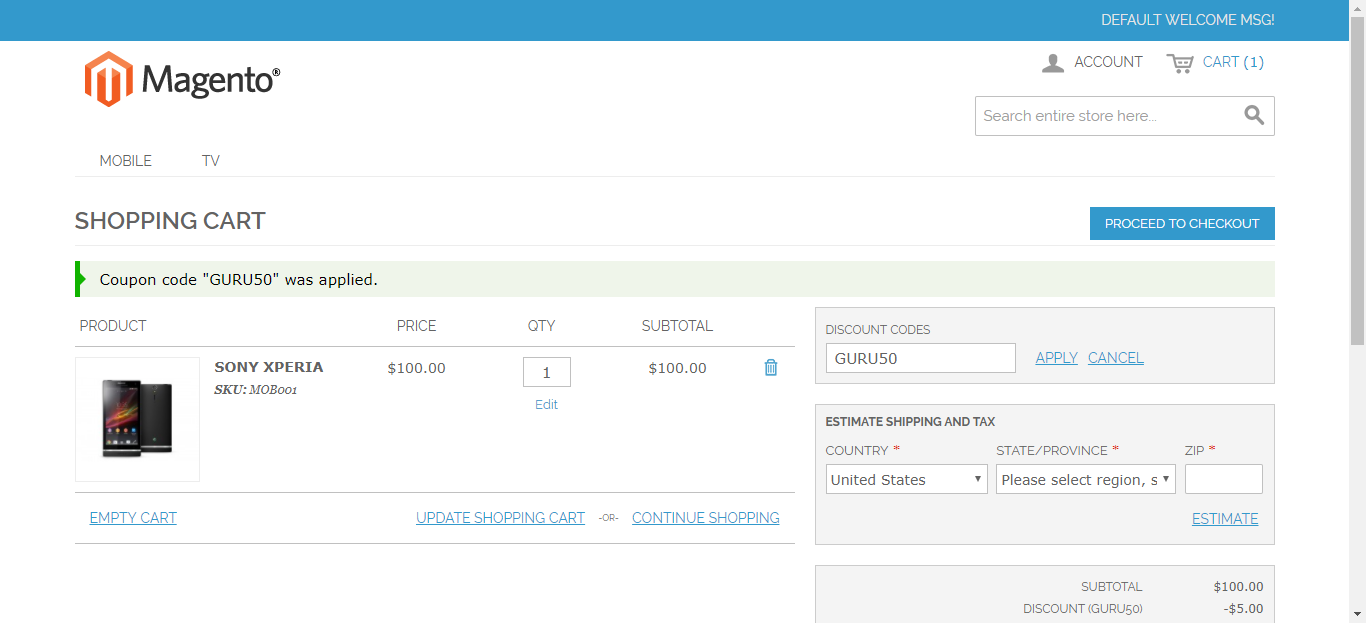 DEFAULT WELCOME MSG!
Magento®
ACCOUNT
CART (1)
Search entire store here...
MOBILE
TV
SHOPPING CART
PROCEED TO CHECKOUT
Coupon code "GURU50" was applied.
PRODUCT PRICE QTY SUBTOTAL
SONY XPERIA $100.00 1 $100.00
SKU: MOB001
Edit
EMPTY CART UPDATE SHOPPING CART -OR- CONTINUE SHOPPING
DISCOUNT CODES
GURU50 APPLY CANCEL
ESTIMATE SHIPPING AND TAX
COUNTRY * STATE/PROVINCE * ZIP *
United States Please select region, s
ESTIMATE
SUBTOTAL $100.00
DISCOUNT (GURU50) -$5.00